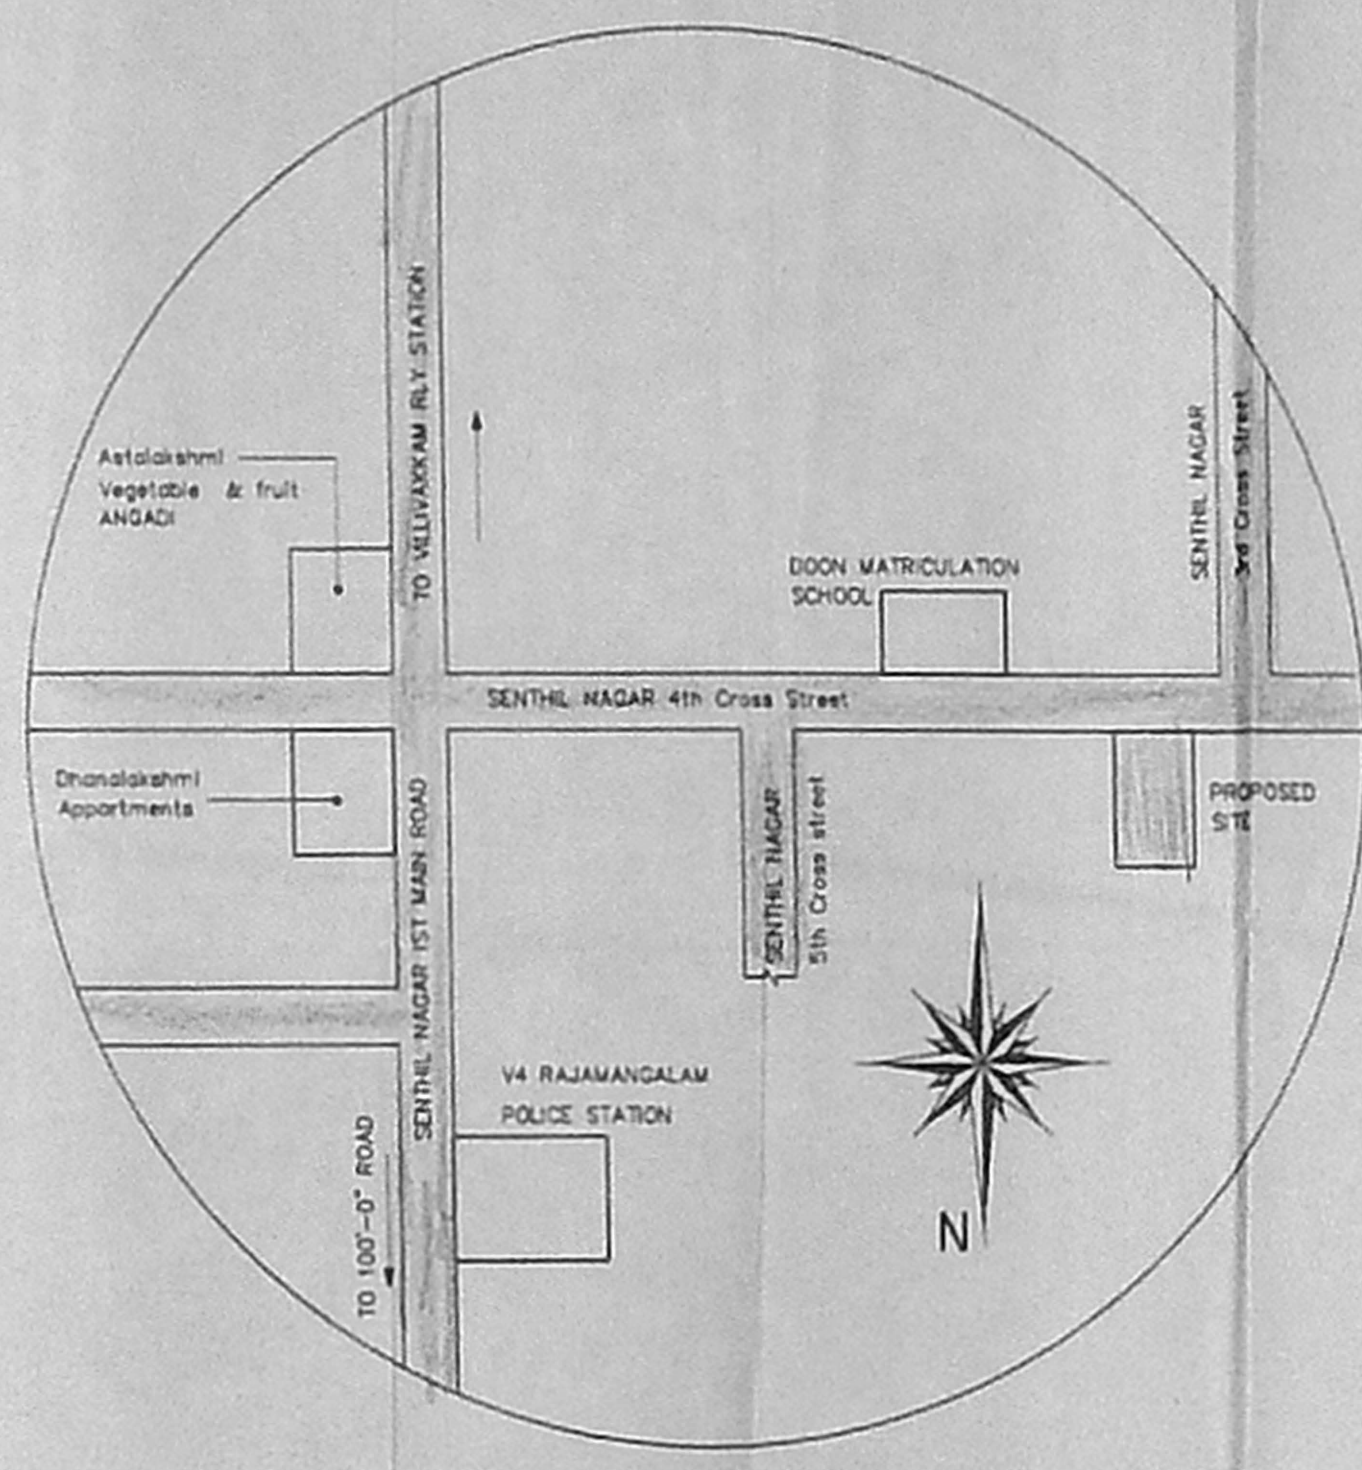 TO VILLIVAKKAM RLY STATION
Astalakshmi
Vegetable & fruit
ANGADI
SENTHIL NAGAR
3rd Cross Street
DOON MATRICULATION
SCHOOL
SENTHIL NAGAR 4th Cross Street
Dhanalakshmi
Appartments
SENTHIL NAGAR IST MAIN ROAD
SENTHIL NAGAR
5th Cross street
PROPOSED
SITE
V4 RAJAMANGALAM
POLICE STATION
TO 100'-0" ROAD
N